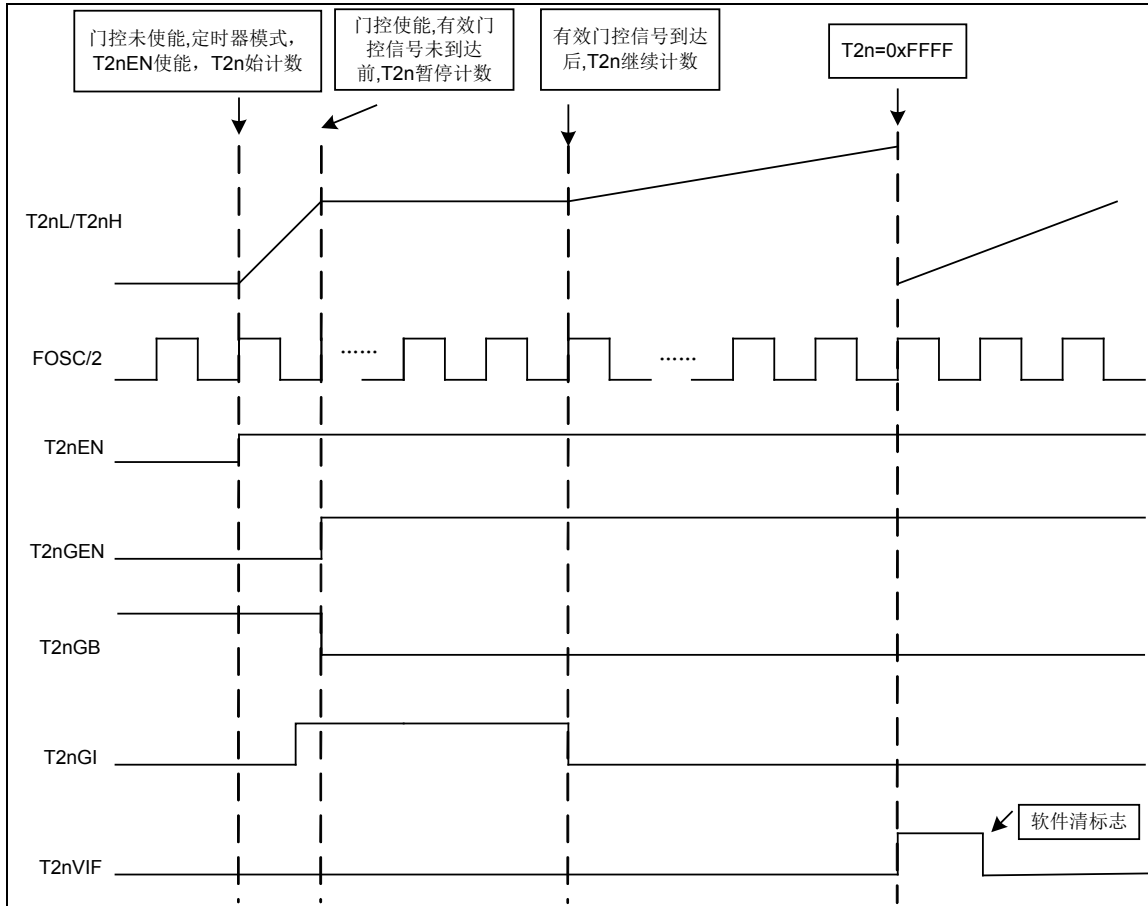 门控未使能,定时器模式，
T2nEN使能，T2n始计数
门控使能,有效门
控信号未到达
前,T2n暂停计数
有效门控信号到达
后,T2n继续计数
T2n=0xFFFF
T2nL/T2nH
FOSC/2
......
......
T2nEN
T2nGEN
T2nGB
T2nGI
软件清标志
T2nVIF